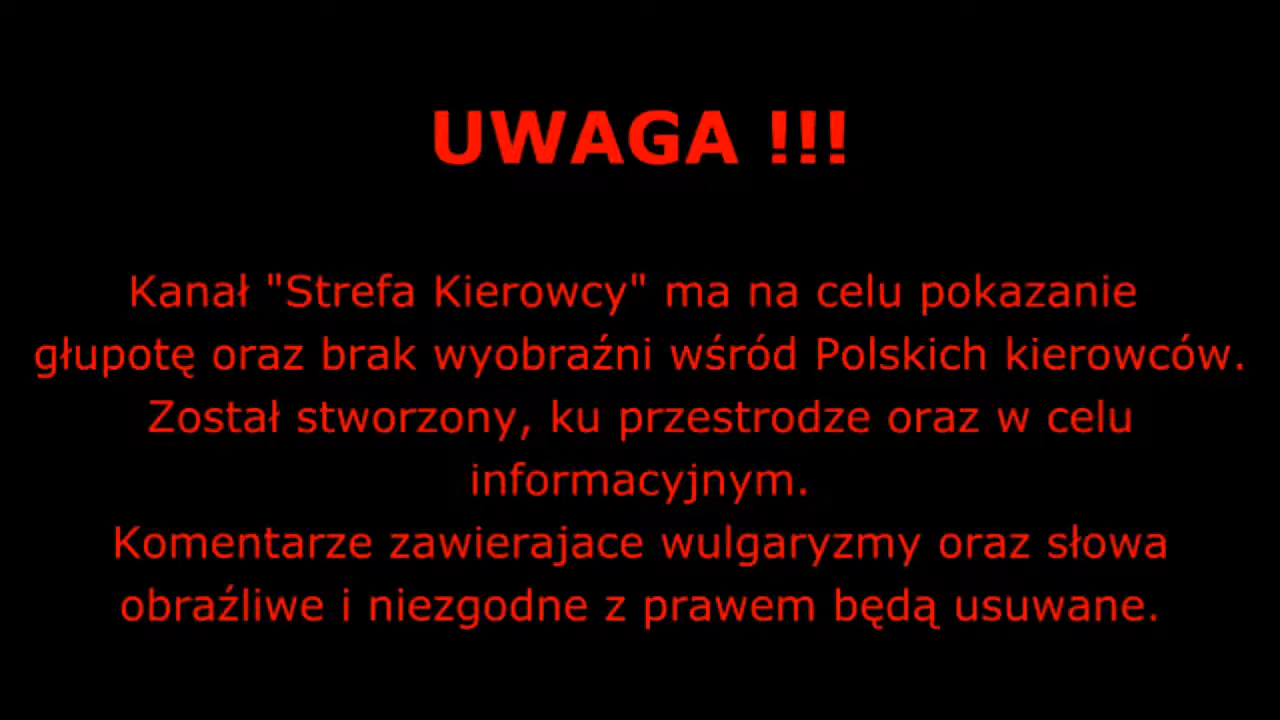 UWAGA !!!
Kanał "Strefa Kierowcy" ma na celu pokazanie
głupotę oraz brak wyobraźni wśród Polskich kierowców.
Został stworzony, ku przestrodze oraz w celu
informacyjnym.
Komentarze zawierajace wulgaryzmy oraz słowa
obraźliwe i niezgodne z prawem będą usuwane.